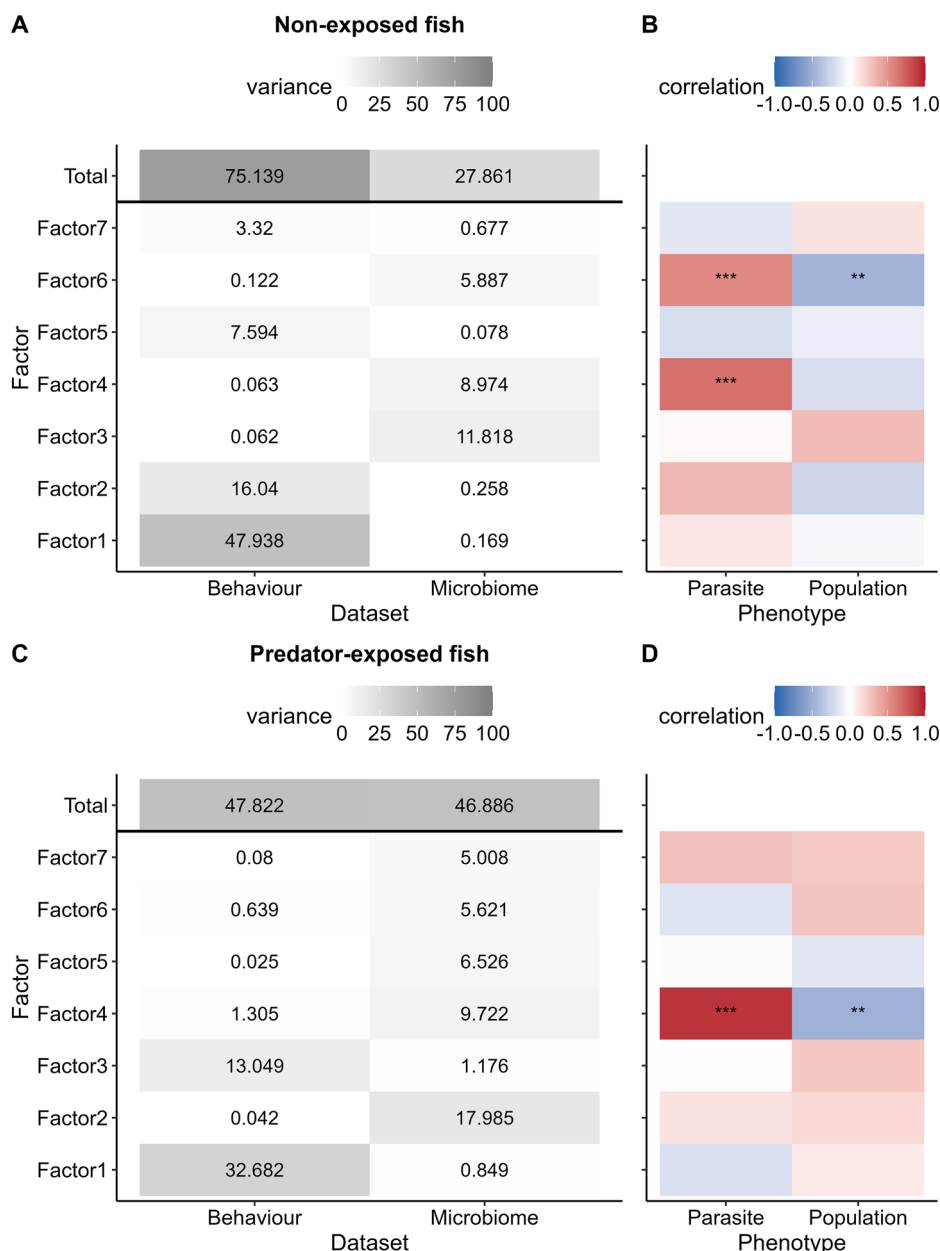 A Non-exposed fish B
variance 0 25 50 75 100
correlation -1.0 -0.5 0.0 0.5 1.0
Total 75.139 27.861
Factor7 3.32 0.677
Factor6 0.122 5.887 *** **
Factor5 7.594 0.078
Factor
Factor4 0.063 8.974 ***
Factor3 0.062 11.818
Factor2 16.04 0.258
Factor1 47.938 0.169
Behaviour Microbiome Parasite Population
Dataset Phenotype
C Predator-exposed fish D
variance 0 25 50 75 100
correlation -1.0 -0.5 0.0 0.5 1.0
Total 47.822 46.886
Factor7 0.08 5.008
Factor6 0.639 5.621
Factor5 0.025 6.526
Factor
Factor4 1.305 9.722 *** **
Factor3 13.049 1.176
Factor2 0.042 17.985
Factor1 32.682 0.849
Behaviour Microbiome Parasite Population
Dataset Phenotype